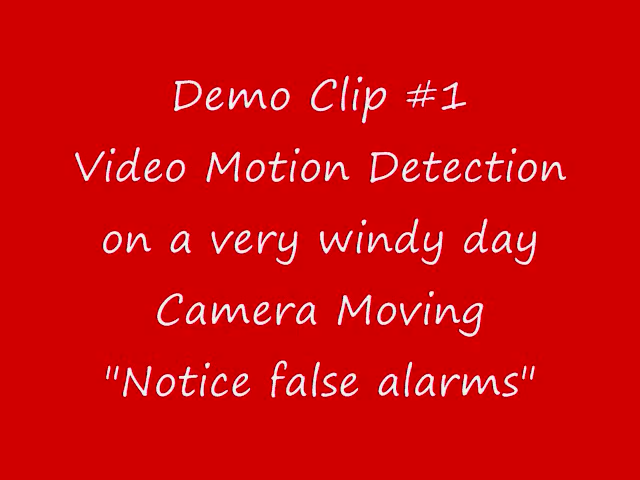 Demo Clip #1
Video Motion Detection
on a very windy day
Camera Moving
"Notice false alarms"